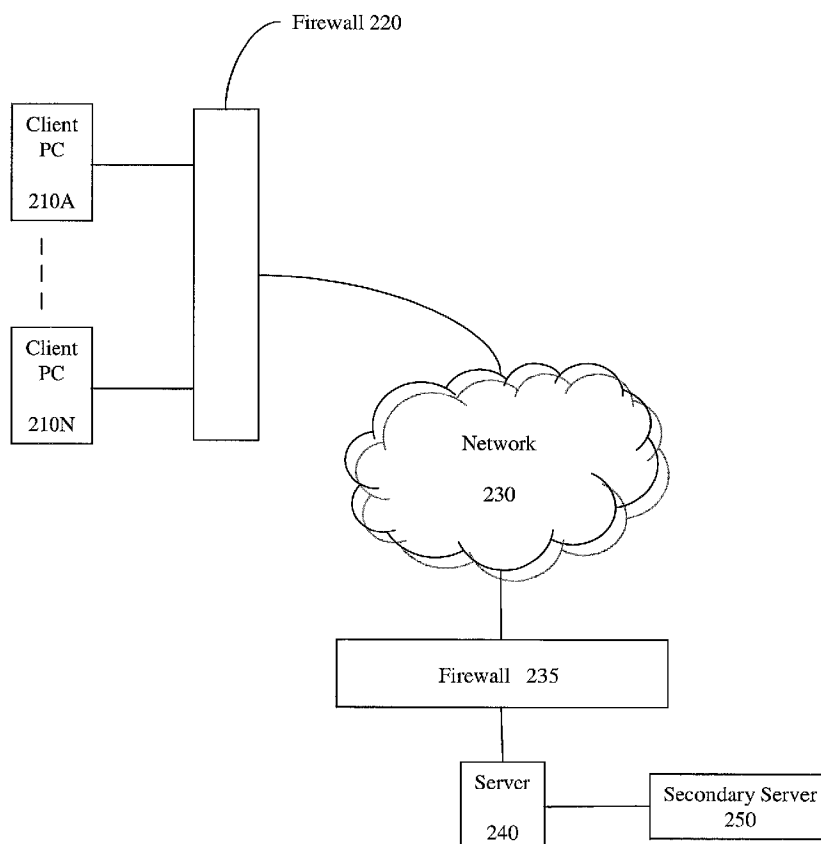 Firewall 220
Client
PC
210A
Client
PC
210N
Network
230
Firewall 235
Server
240
Secondary Server
250